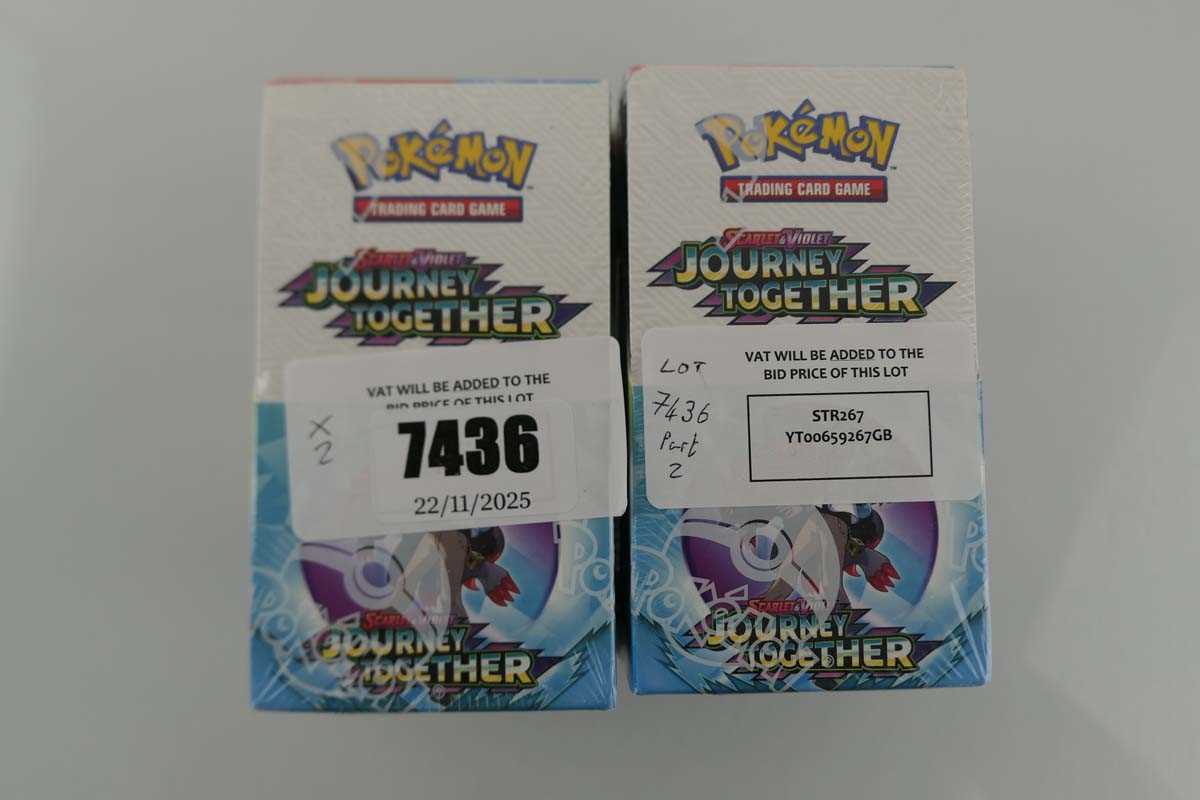 POKéMON
TRADING CARD GAME
SCARLET & VIOLET
JOURNEY
TOGETHER
VAT WILL BE ADDED TO THE
BID PRICE OF THIS LOT
X
2
7436
22/11/2025
SCARLET & VIOLET
JOURNEY
TOGETHER
POKéMON
TRADING CARD GAME
SCARLET & VIOLET
JOURNEY
TOGETHER
LOT
7436
Part
2
VAT WILL BE ADDED TO THE
BID PRICE OF THIS LOT
STR267
YT00659267GB
SCARLET & VIOLET
JOURNEY
TOGETHER